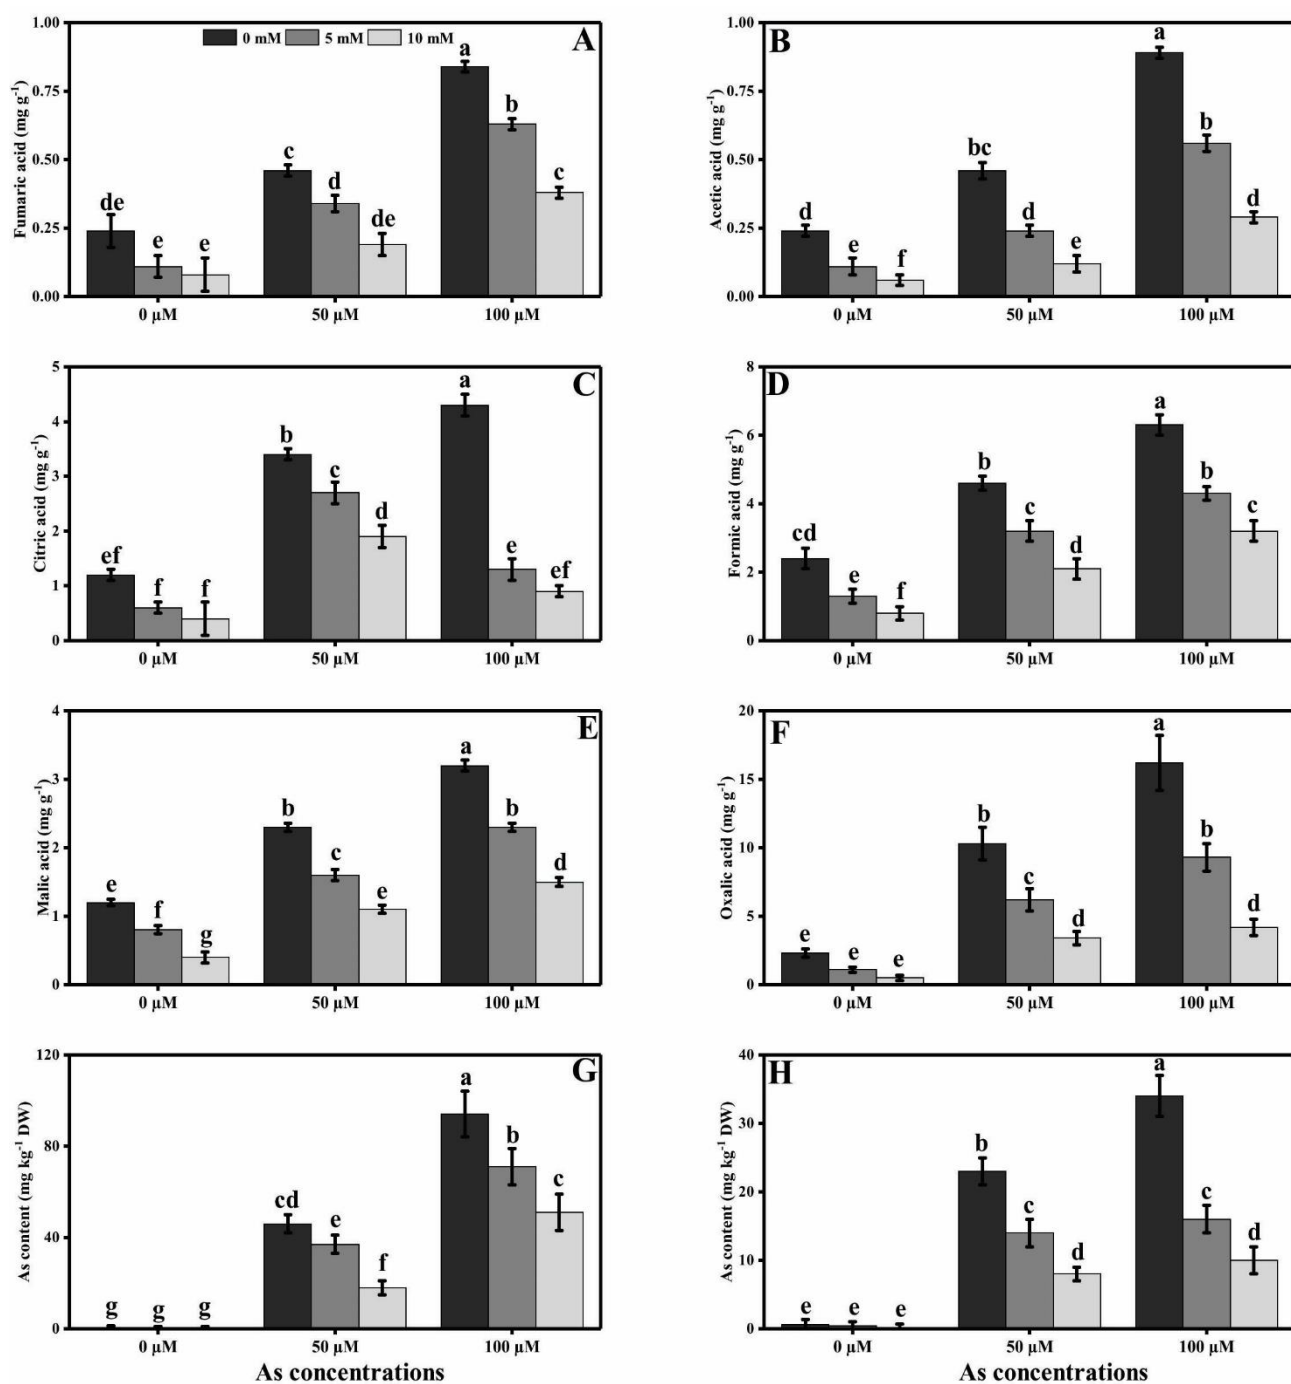 1.00
0 mM 5 mM 10 mM
A
a
0.75
b
c
0.50
c
d
de
de
0.25
e
e
0.00
0 µM 50 µM 100 µM
Fumaric acid (mg g⁻¹)
1.00
B
a
0.75
b
bc
0.50
d
d
d
0.25
e
e
f
0.00
0 µM 50 µM 100 µM
Acetic acid (mg g⁻¹)
5
C
a
4
b
c
3
d
2
ef
e
ef
1
f
f
0
0 µM 50 µM 100 µM
Citric acid (mg g⁻¹)
8
D
a
6
b
b
4
c
c
cd
d
2
e
f
0
0 µM 50 µM 100 µM
Formic acid (mg g⁻¹)
4
E
a
3
b
b
2
c
d
e
e
1
f
g
0
0 µM 50 µM 100 µM
Malic acid (mg g⁻¹)
20
F
a
15
b
b
10
c
d
d
5
e
e
e
0
0 µM 50 µM 100 µM
Oxalic acid (mg g⁻¹)
120
G
a
80
b
c
cd
e
40
f
g g g
0
0 µM 50 µM 100 µM
As content (mg kg⁻¹ DW)
As concentrations
40
H
a
30
b
20
c
c
d
d
10
e e e
0
0 µM 50 µM 100 µM
As content (mg kg⁻¹ DW)
As concentrations